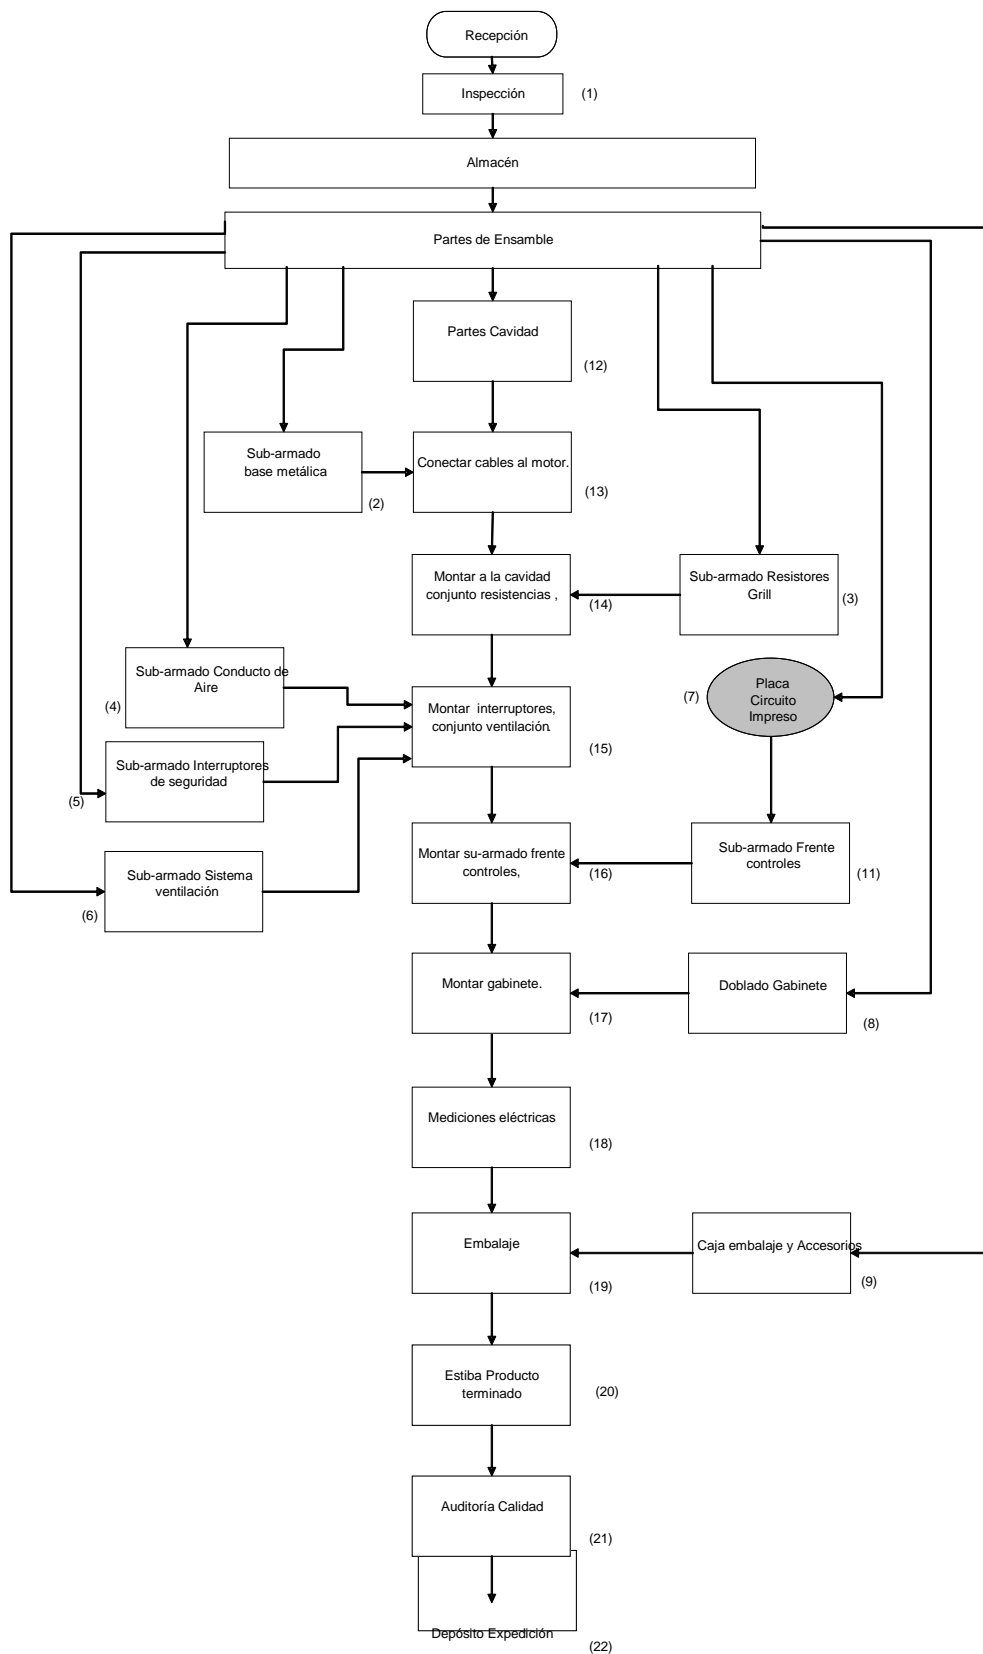 Recepción
Inspección
(1)
Almacén
Partes de Ensamble
Partes Cavidad
(12)
Sub-armado
base metálica
(2)
Conectar cables al motor.
(13)
Montar a la cavidad
conjunto resistencias ,
(14)
Sub-armado Resistores
Grill
(3)
Sub-armado Conducto de
Aire
(4)
Montar  interruptores,
conjunto ventilación.
(15)
Placa
Circuito
Impreso
(7)
Sub-armado Interruptores
de seguridad
(5)
Montar su-armado frente
controles,
(16)
Sub-armado Frente
controles
(11)
Sub-armado Sistema
ventilación
(6)
Montar gabinete.
(17)
Doblado Gabinete
(8)
Mediciones eléctricas
(18)
Embalaje
(19)
Caja embalaje y Accesorios
(9)
Estiba Producto
terminado
(20)
Auditoría Calidad
(21)
Depósito Expedición
(22)